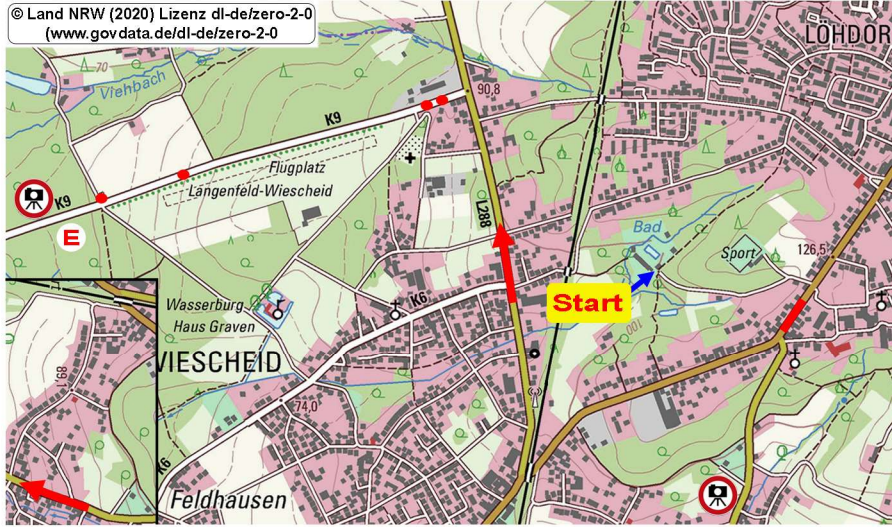 © Land NRW (2020) Lizenz dl-de/zero-2-0
(www.govdata.de/dl-de/zero-2-0
LOHDOR
70
Viehbach
90,8
K9
Flugplatz
Langenfeld-Wiescheid
K9
E
L288
Bad
Sport
126,5
Start
K6
Wasserburg
Haus Graven
WIESCHEID
100
89,1
74,0
K6
Feldhausen